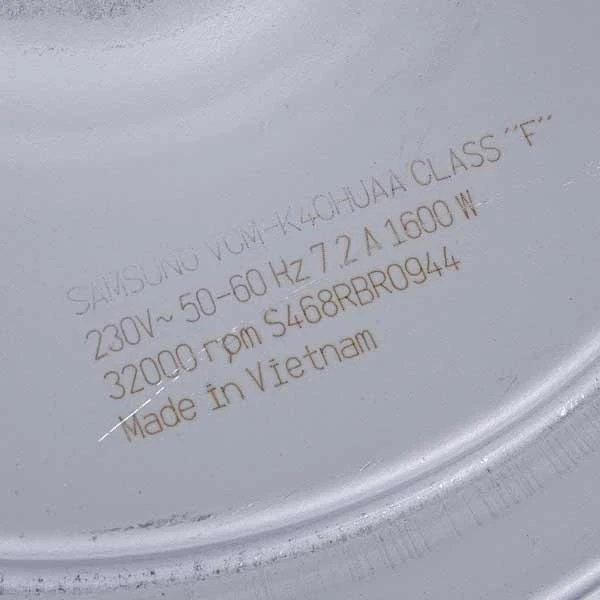 SAMSUNG VCM-K40HUAA CLASS "F"
230V~ 50-60 Hz 7.2 A 1600 W
32000 rpm S468RBR0944
Made in Vietnam